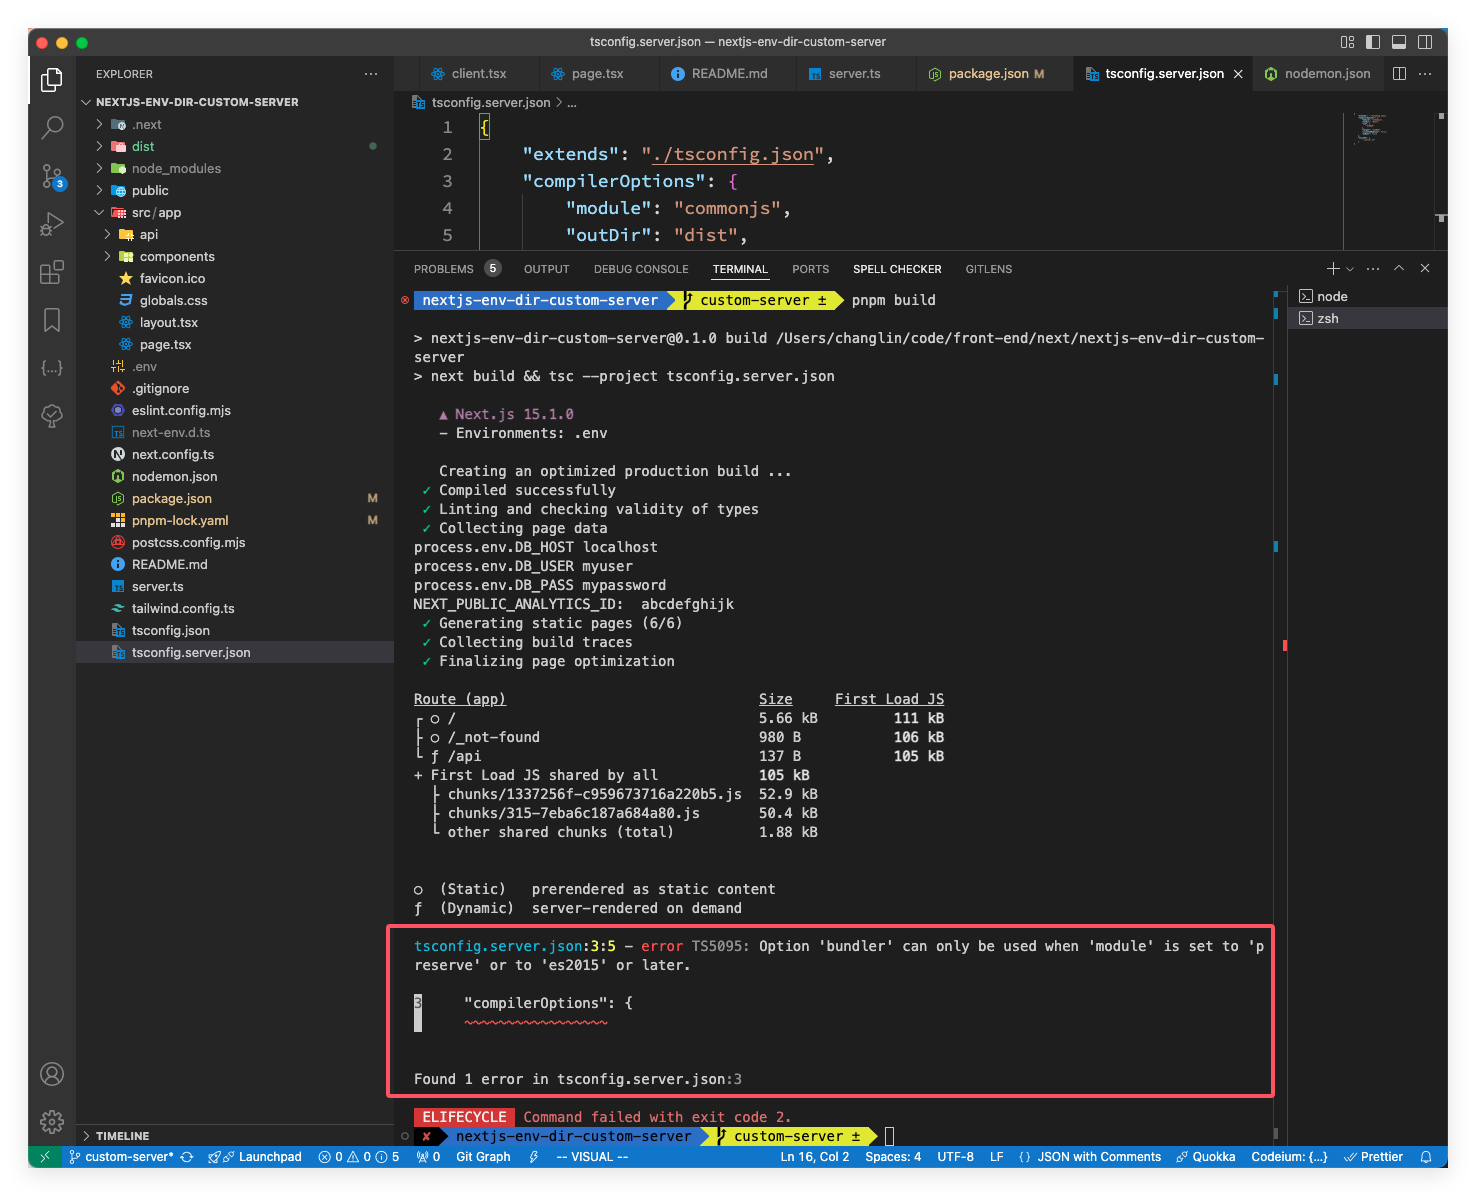 tsconfig.server.json — nextjs-env-dir-custom-server
EXPLORER
NEXTJS-ENV-DIR-CUSTOM-SERVER
.next
dist
node_modules
public
src/app
api
components
favicon.ico
globals.css
layout.tsx
page.tsx
.env
.gitignore
eslint.config.mjs
next-env.d.ts
next.config.ts
nodemon.json
package.json M
pnpm-lock.yaml M
postcss.config.mjs
README.md
server.ts
tailwind.config.ts
tsconfig.json
tsconfig.server.json
TIMELINE
3
client.tsx page.tsx README.md server.ts package.json M tsconfig.server.json nodemon.json
tsconfig.server.json > ...
1 {
2 "extends": "./tsconfig.json",
3 "compilerOptions": {
4 "module": "commonjs",
5 "outDir": "dist",
PROBLEMS 5 OUTPUT DEBUG CONSOLE TERMINAL PORTS SPELL CHECKER GITLENS
node
zsh
nextjs-env-dir-custom-server custom-server ± pnpm build
> nextjs-env-dir-custom-server@0.1.0 build /Users/changlin/code/front-end/next/nextjs-env-dir-custom-
server
> next build && tsc --project tsconfig.server.json
▲ Next.js 15.1.0
- Environments: .env
Creating an optimized production build ...
✓ Compiled successfully
✓ Linting and checking validity of types
✓ Collecting page data
process.env.DB_HOST localhost
process.env.DB_USER myuser
process.env.DB_PASS mypassword
NEXT_PUBLIC_ANALYTICS_ID:  abcdefghijk
✓ Generating static pages (6/6)
✓ Collecting build traces
✓ Finalizing page optimization
Route (app) Size First Load JS
┌ ○ / 5.66 kB 111 kB
├ ○ /_not-found 980 B 106 kB
└ ƒ /api 137 B 105 kB
+ First Load JS shared by all 105 kB
├ chunks/1337256f-c959673716a220b5.js 52.9 kB
├ chunks/315-7eba6c187a684a80.js 50.4 kB
└ other shared chunks (total) 1.88 kB
○ (Static) prerendered as static content
ƒ (Dynamic) server-rendered on demand
tsconfig.server.json:3:5 - error TS5095: Option 'bundler' can only be used when 'module' is set to 'p
reserve' or to 'es2015' or later.
3 "compilerOptions": {
Found 1 error in tsconfig.server.json:3
ELIFECYCLE Command failed with exit code 2.
✘ nextjs-env-dir-custom-server custom-server ±
custom-server* Launchpad 0 0 5 0 Git Graph -- VISUAL -- Ln 16, Col 2 Spaces: 4 UTF-8 LF {} JSON with Comments Quokka Codeium: {...} Prettier